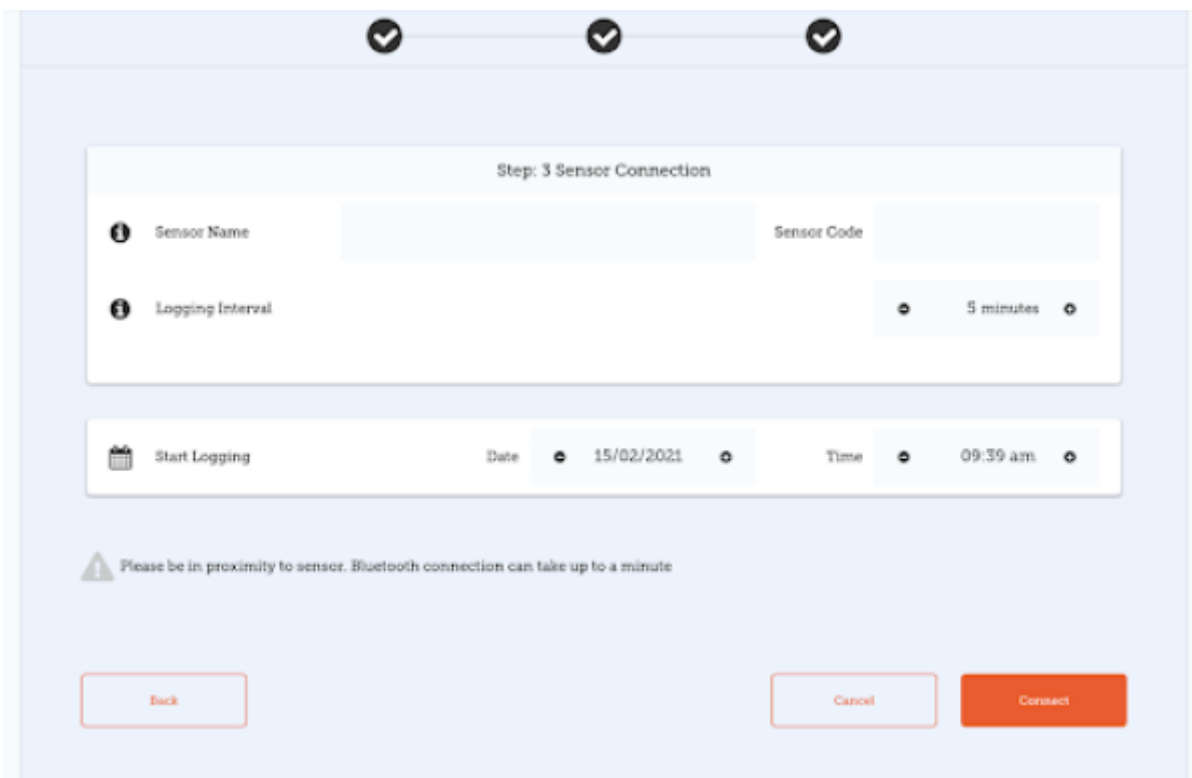 Step: 3 Sensor Connection
Sensor Name Sensor Code
Logging Interval 5 minutes
Start Logging Date 15/02/2021 Time 09:39 am
Please be in proximity to sensor. Bluetooth connection can take up to a minute
Back Cancel Connect